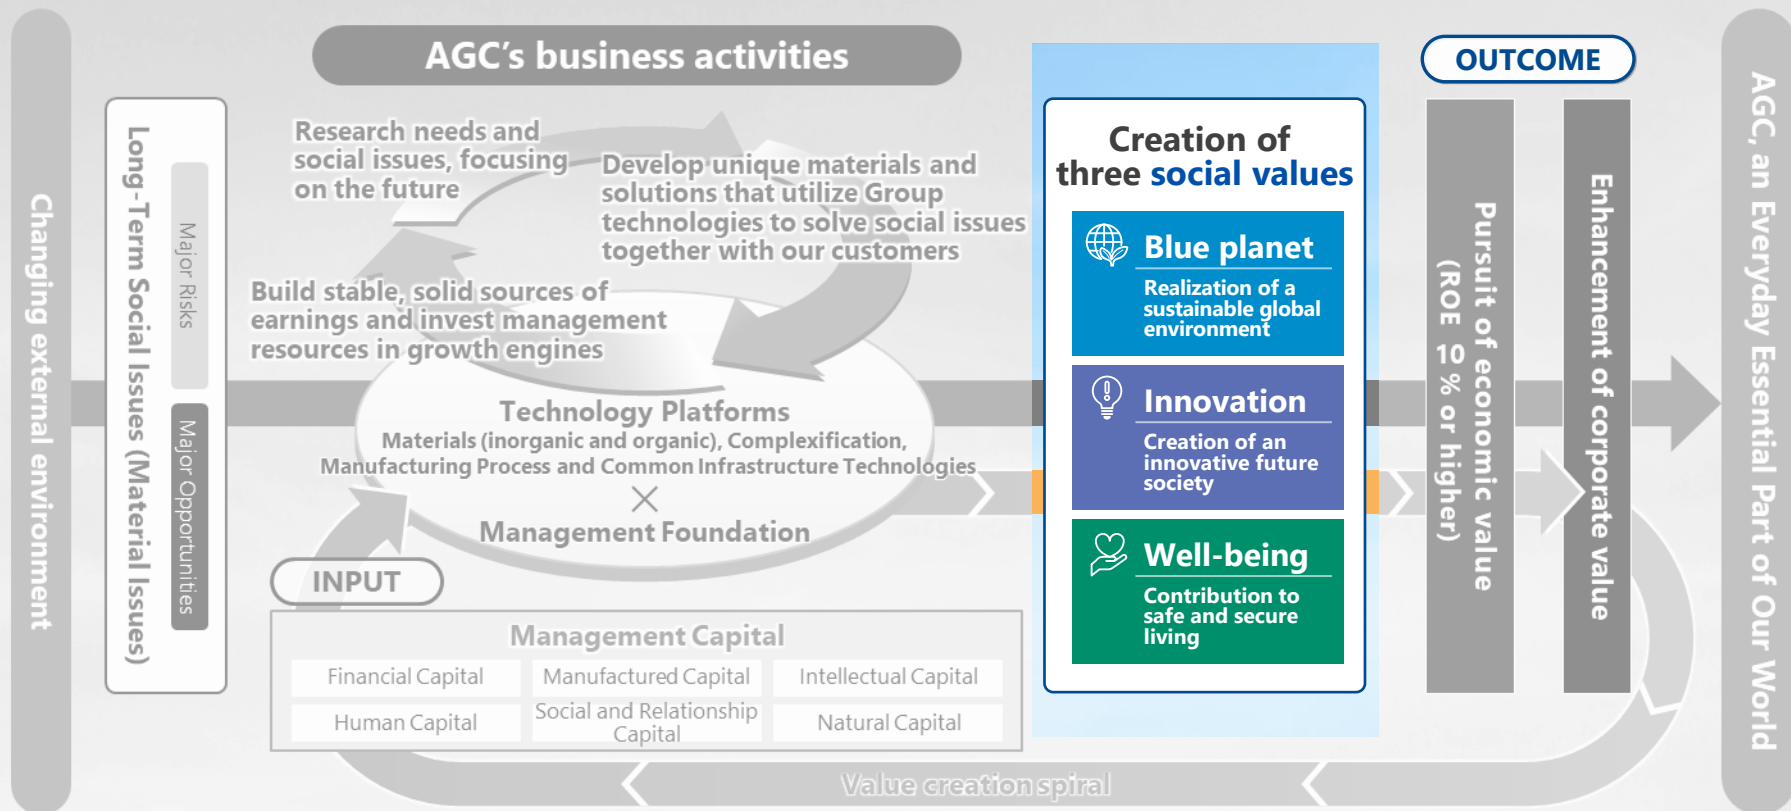 Changing external environment
Long-Term Social Issues (Material Issues)
Major Risks
Major Opportunities
AGC’s business activities
Research needs and
social issues, focusing
on the future
Develop unique materials and
solutions that utilize Group
technologies to solve social issues
together with our customers
Build stable, solid sources of
earnings and invest management
resources in growth engines
Technology Platforms
Materials (inorganic and organic), Complexification,
Manufacturing Process and Common Infrastructure Technologies
×
Management Foundation
INPUT
Management Capital
Financial Capital
Manufactured Capital
Intellectual Capital
Human Capital
Social and Relationship
Capital
Natural Capital
Creation of
three social values
Blue planet
Realization of a
sustainable global
environment
Innovation
Creation of an
innovative future
society
Well-being
Contribution to
safe and secure
living
OUTCOME
Pursuit of economic value
(ROE 10 % or higher)
Enhancement of corporate value
Value creation spiral
AGC, an Everyday Essential Part of Our World